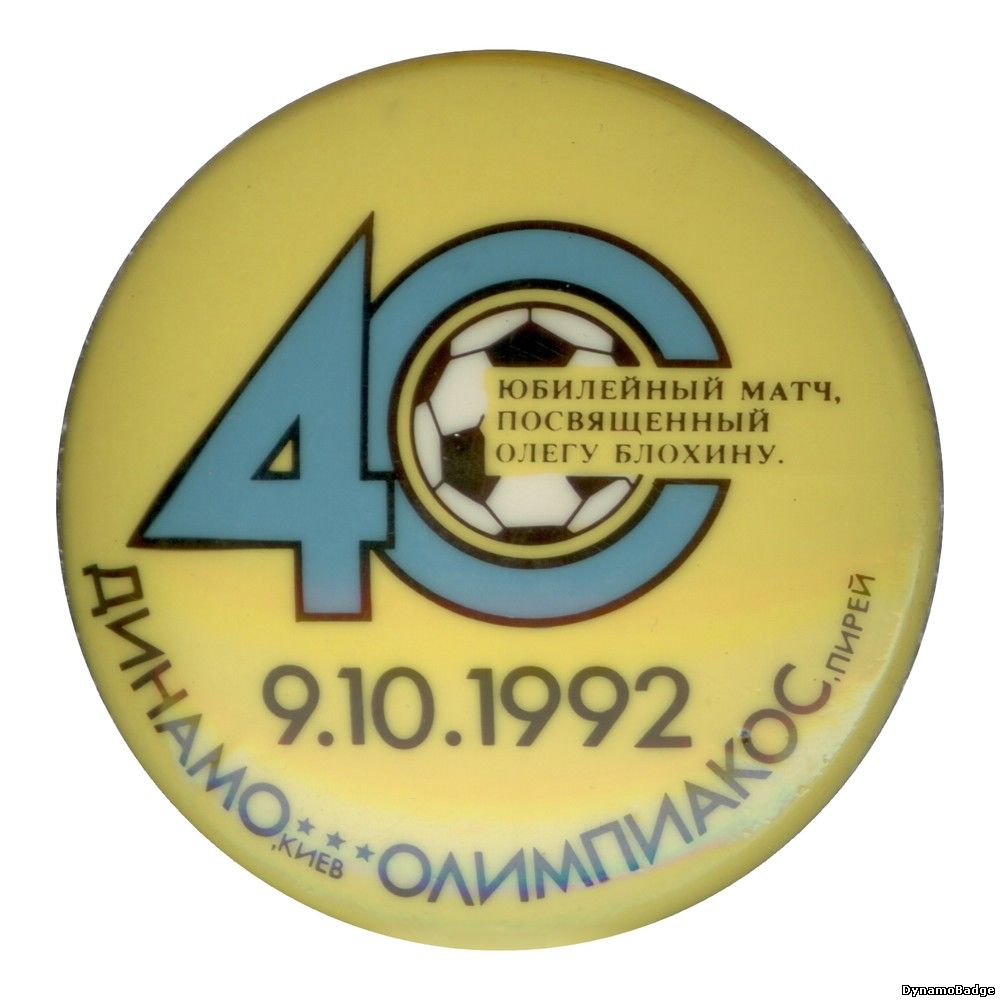 40
ЮБИЛЕЙНЫЙ МАТЧ,
ПОСВЯЩЕННЫЙ
ОЛЕГУ БЛОХИНУ.
9.10.1992
ДИНАМО, КИЕВ *** ОЛИМПИАКОС, ПИРЕЙ
DynamoBadge